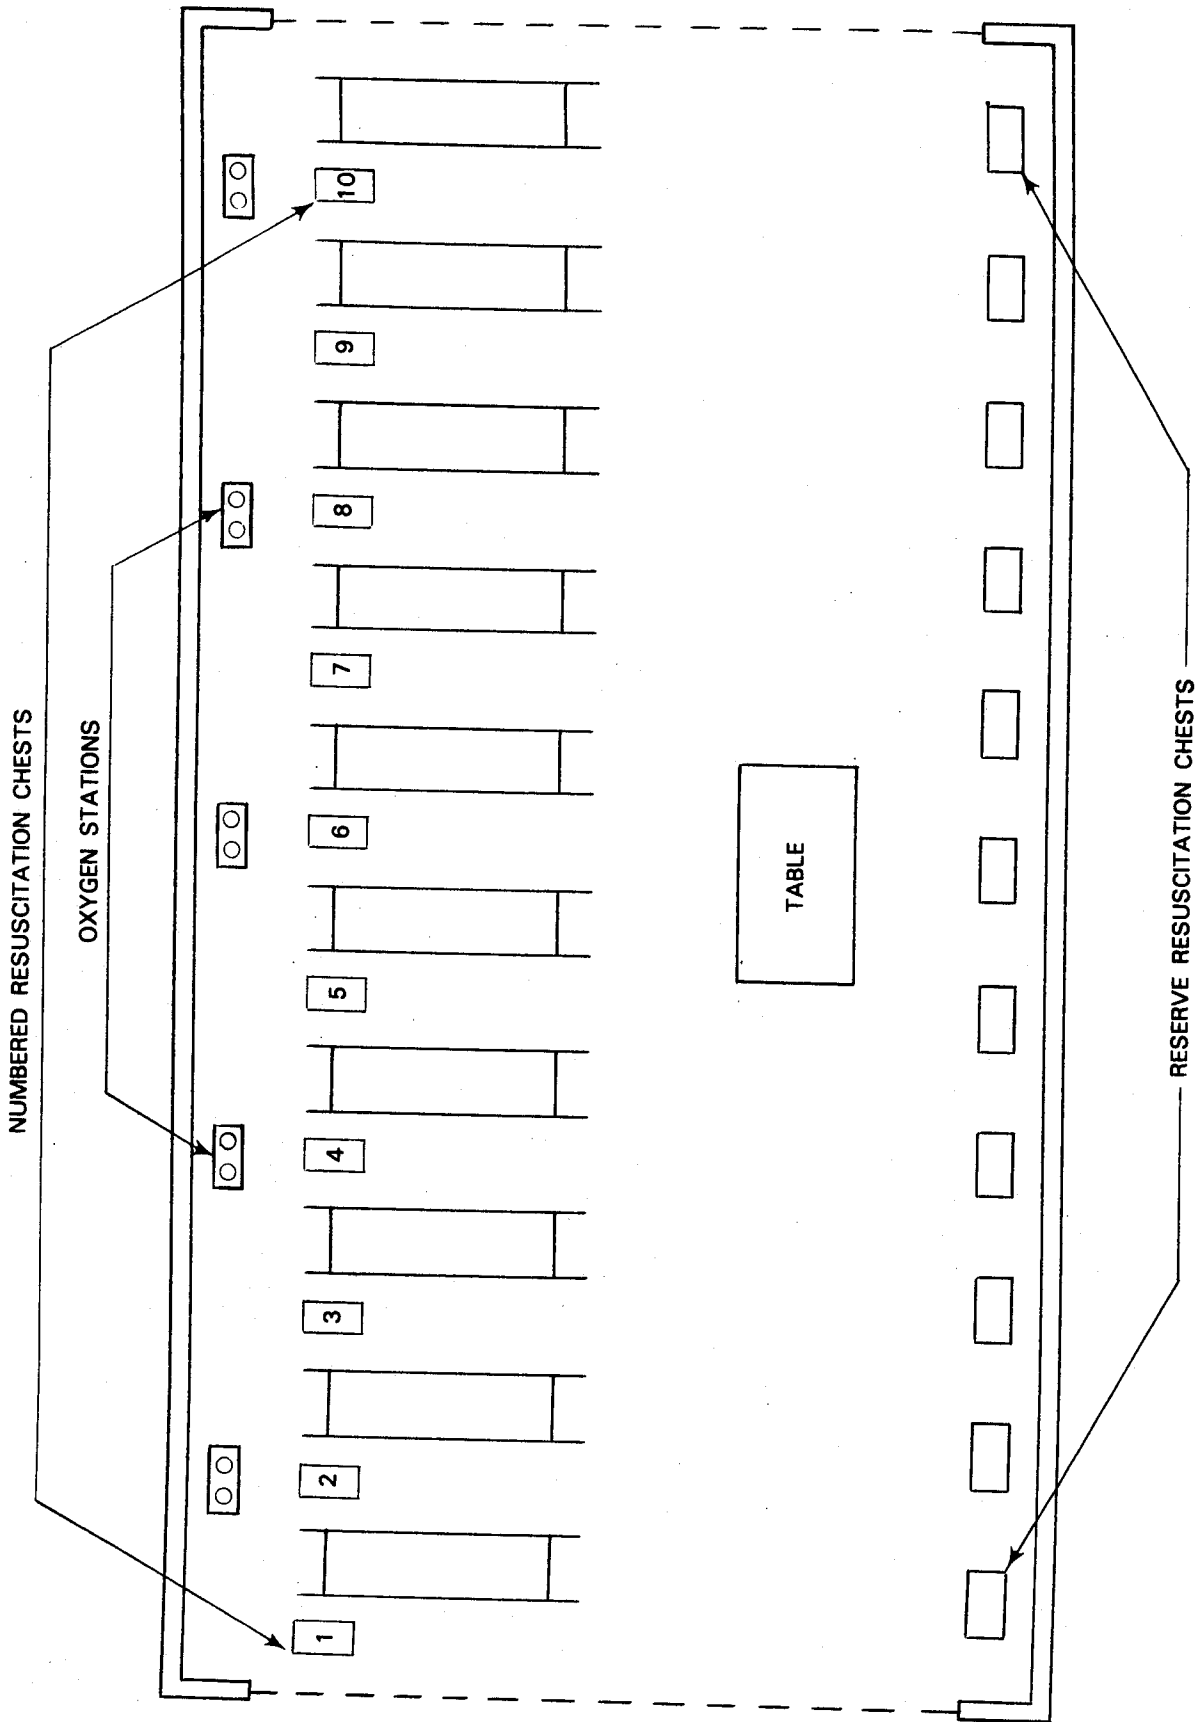 NUMBERED RESUSCITATION CHESTS
OXYGEN STATIONS
1
2
3
4
5
6
7
8
9
10
TABLE
RESERVE RESUSCITATION CHESTS